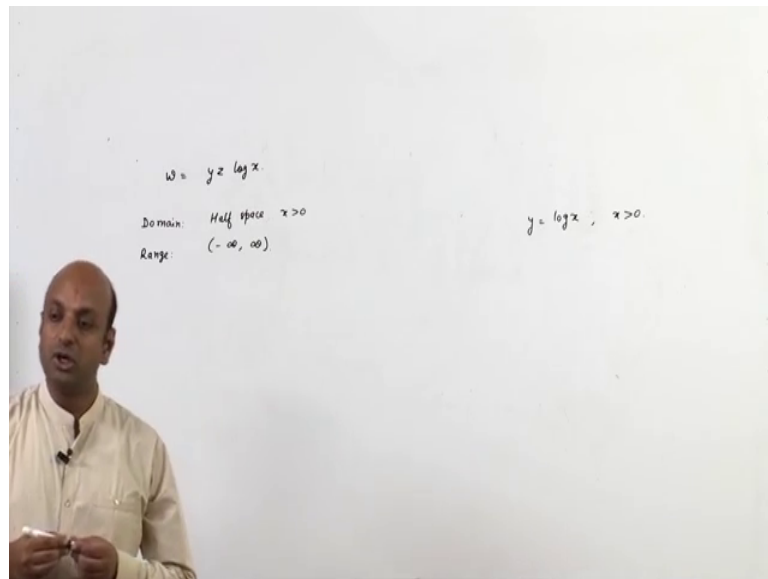 w = yz log x.
Domain: Half space x>0
Range: (-∞, ∞).
y = log x , x>0.